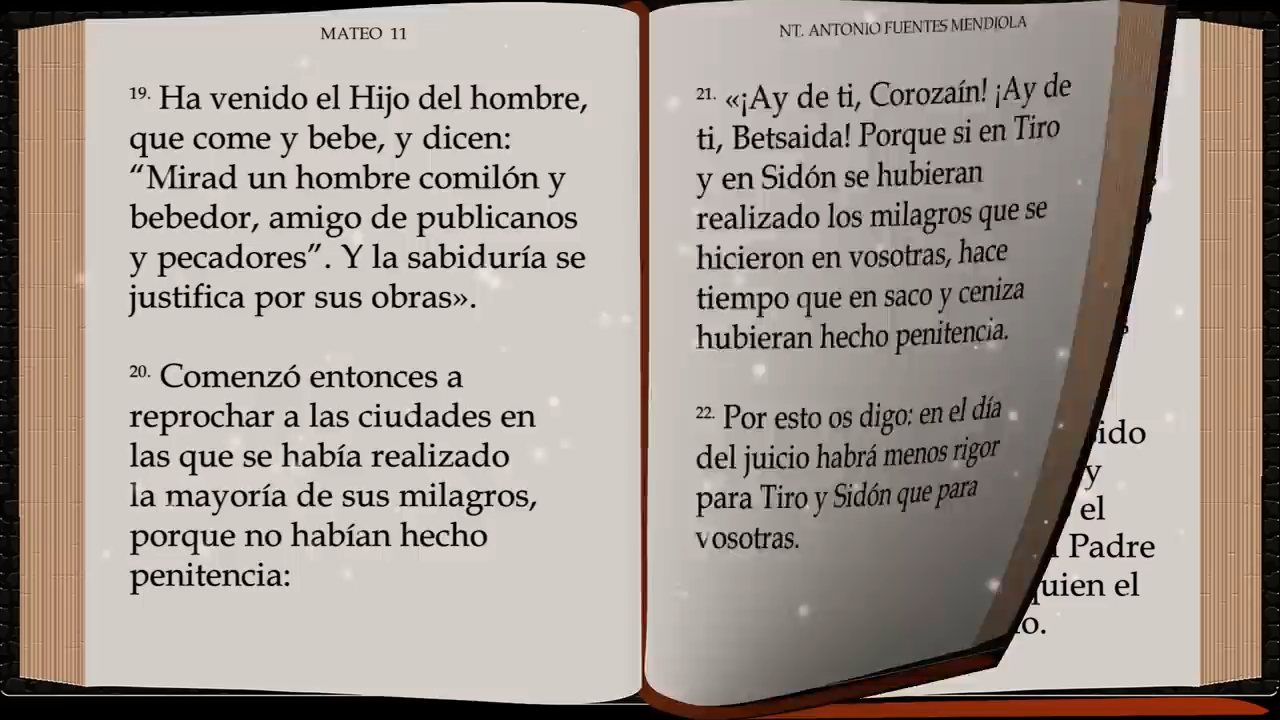 MATEO 11
19. Ha venido el Hijo del hombre,
que come y bebe, y dicen:
“Mirad un hombre comilón y
bebedor, amigo de publicanos
y pecadores”. Y la sabiduría se
justifica por sus obras».
20. Comenzó entonces a
reprochar a las ciudades en
las que se había realizado
la mayoría de sus milagros,
porque no habían hecho
penitencia:
NT. ANTONIO FUENTES MENDIOLA
21. «¡Ay de ti, Corozaín! ¡Ay de
ti, Betsaida! Porque si en Tiro
y en Sidón se hubieran
realizado los milagros que se
hicieron en vosotras, hace
tiempo que en saco y ceniza
hubieran hecho penitencia.
22. Por esto os digo: en el día
del juicio habrá menos rigor
para Tiro y Sidón que para
vosotras.
y
el
Padre
el